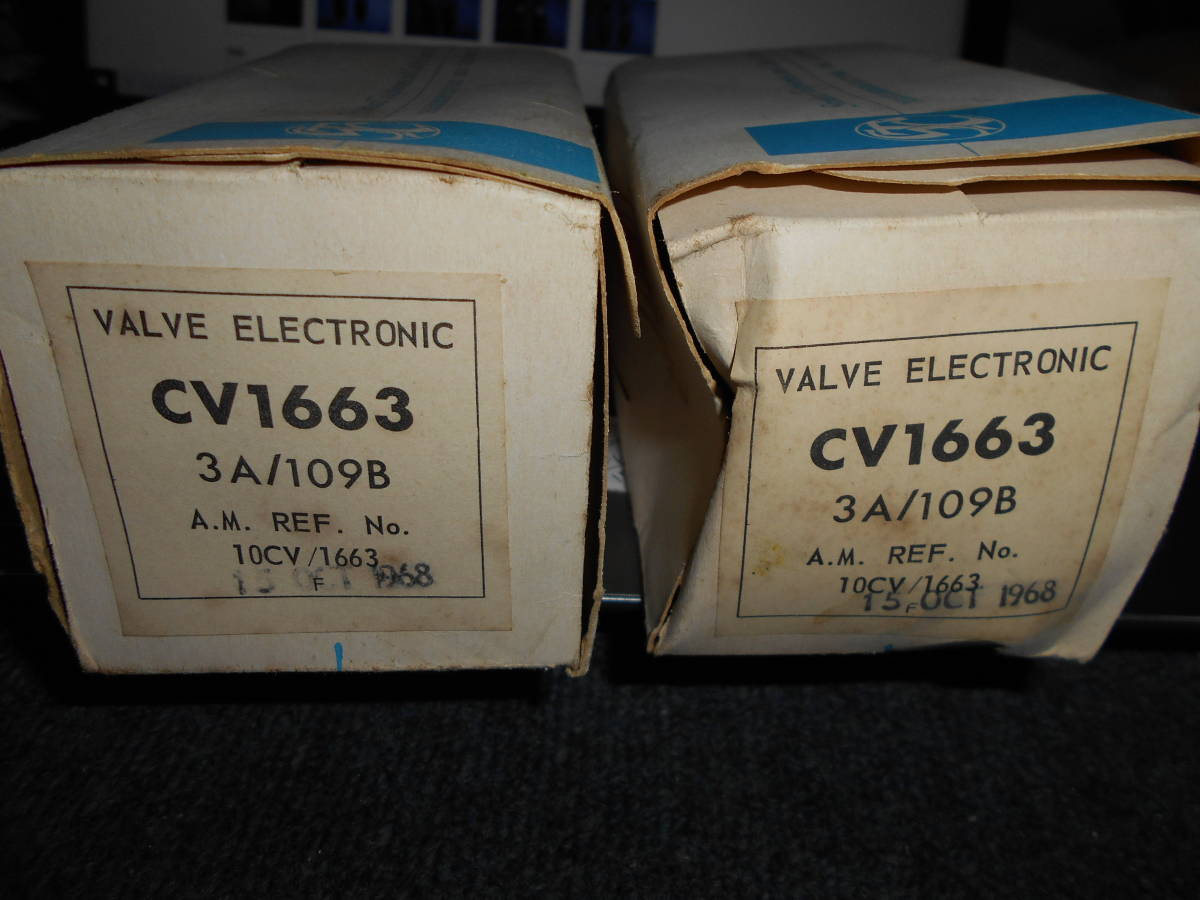 VALVE ELECTRONIC
CV1663
3A/109B
A.M. REF. No.
10CV/1663
F
OCT 1968
VALVE ELECTRONIC
CV1663
3A/109B
A.M. REF. No.
10CV/1663
F
15 OCT 1968